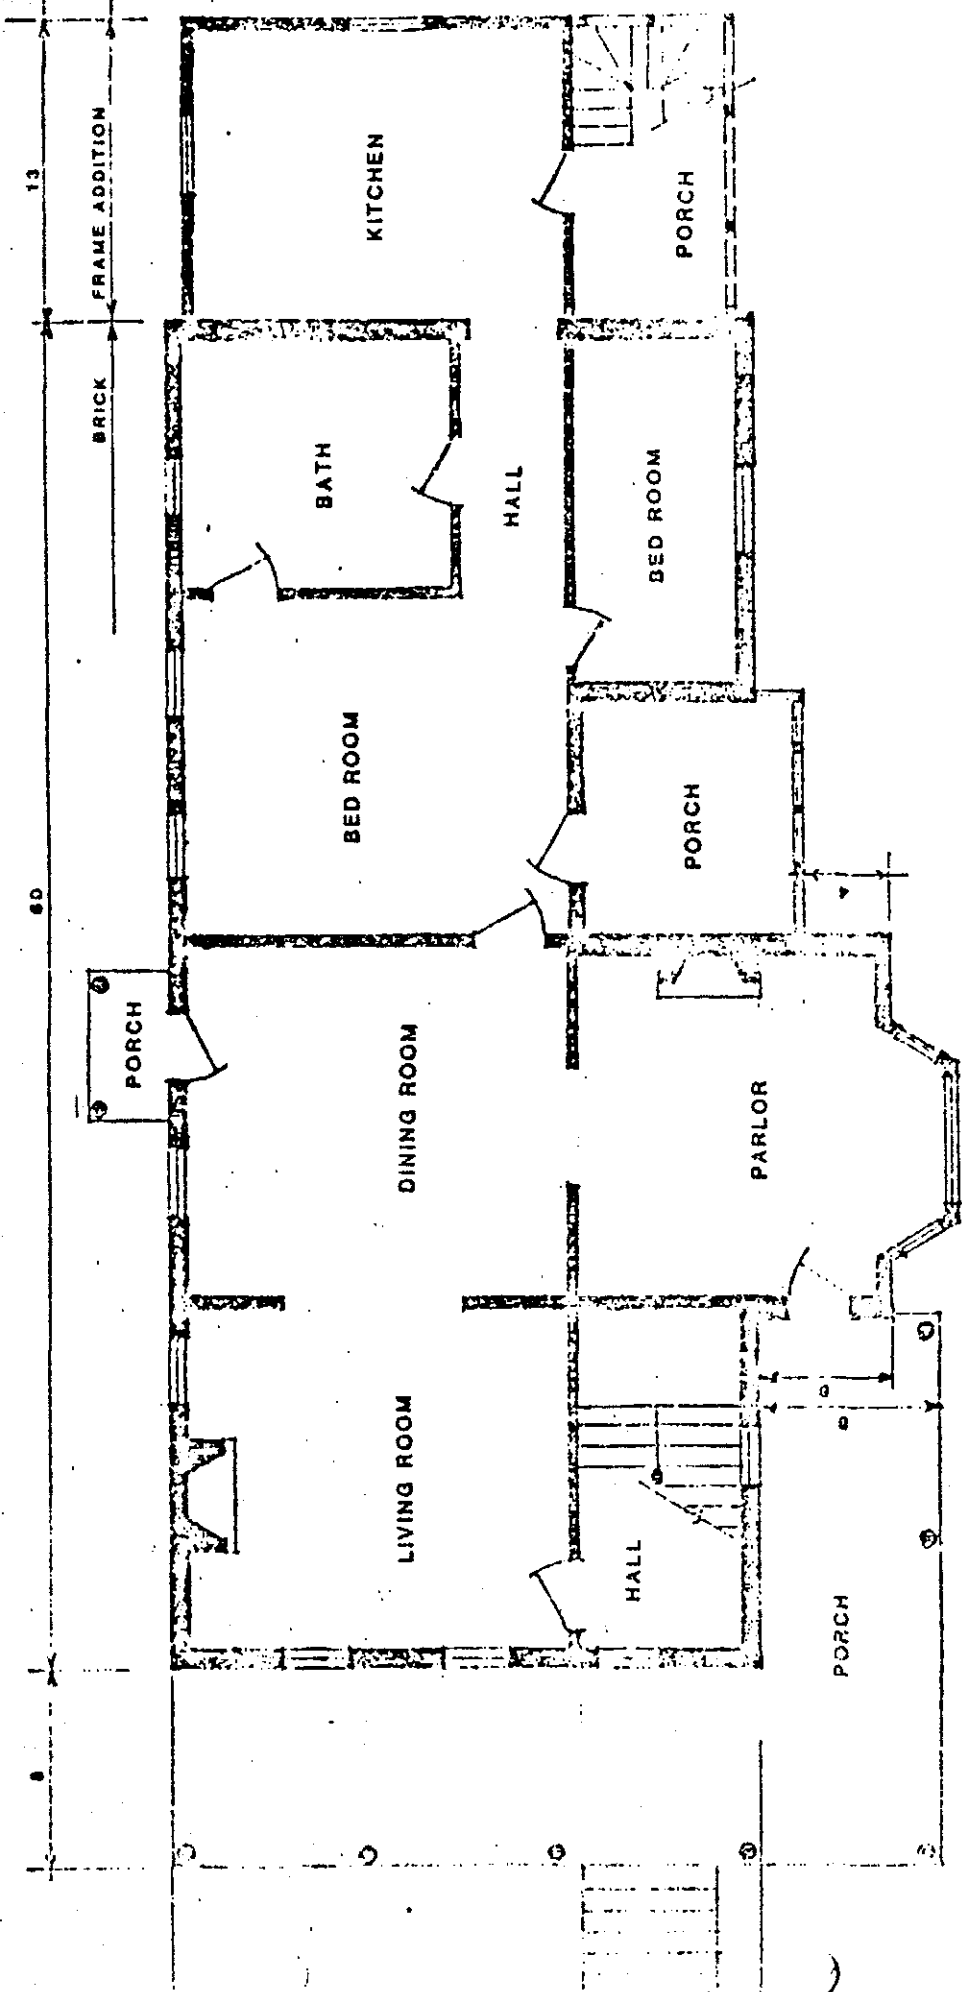 13
FRAME ADDITION
BRICK
KITCHEN
PORCH
BATH
HALL
BED ROOM
BED ROOM
PORCH
60
PORCH
DINING ROOM
PARLOR
LIVING ROOM
HALL
PORCH
8